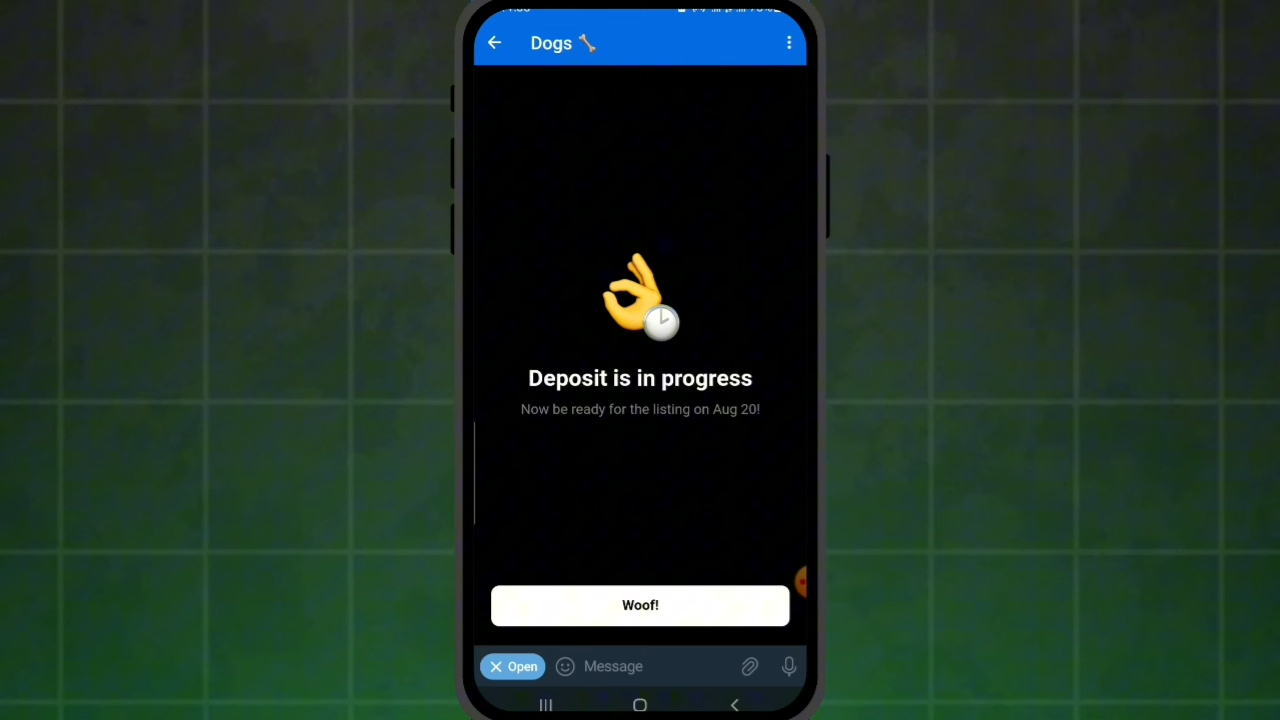 Dogs 🦴
Deposit is in progress
Now be ready for the listing on Aug 20!
Woof!
Open
Message